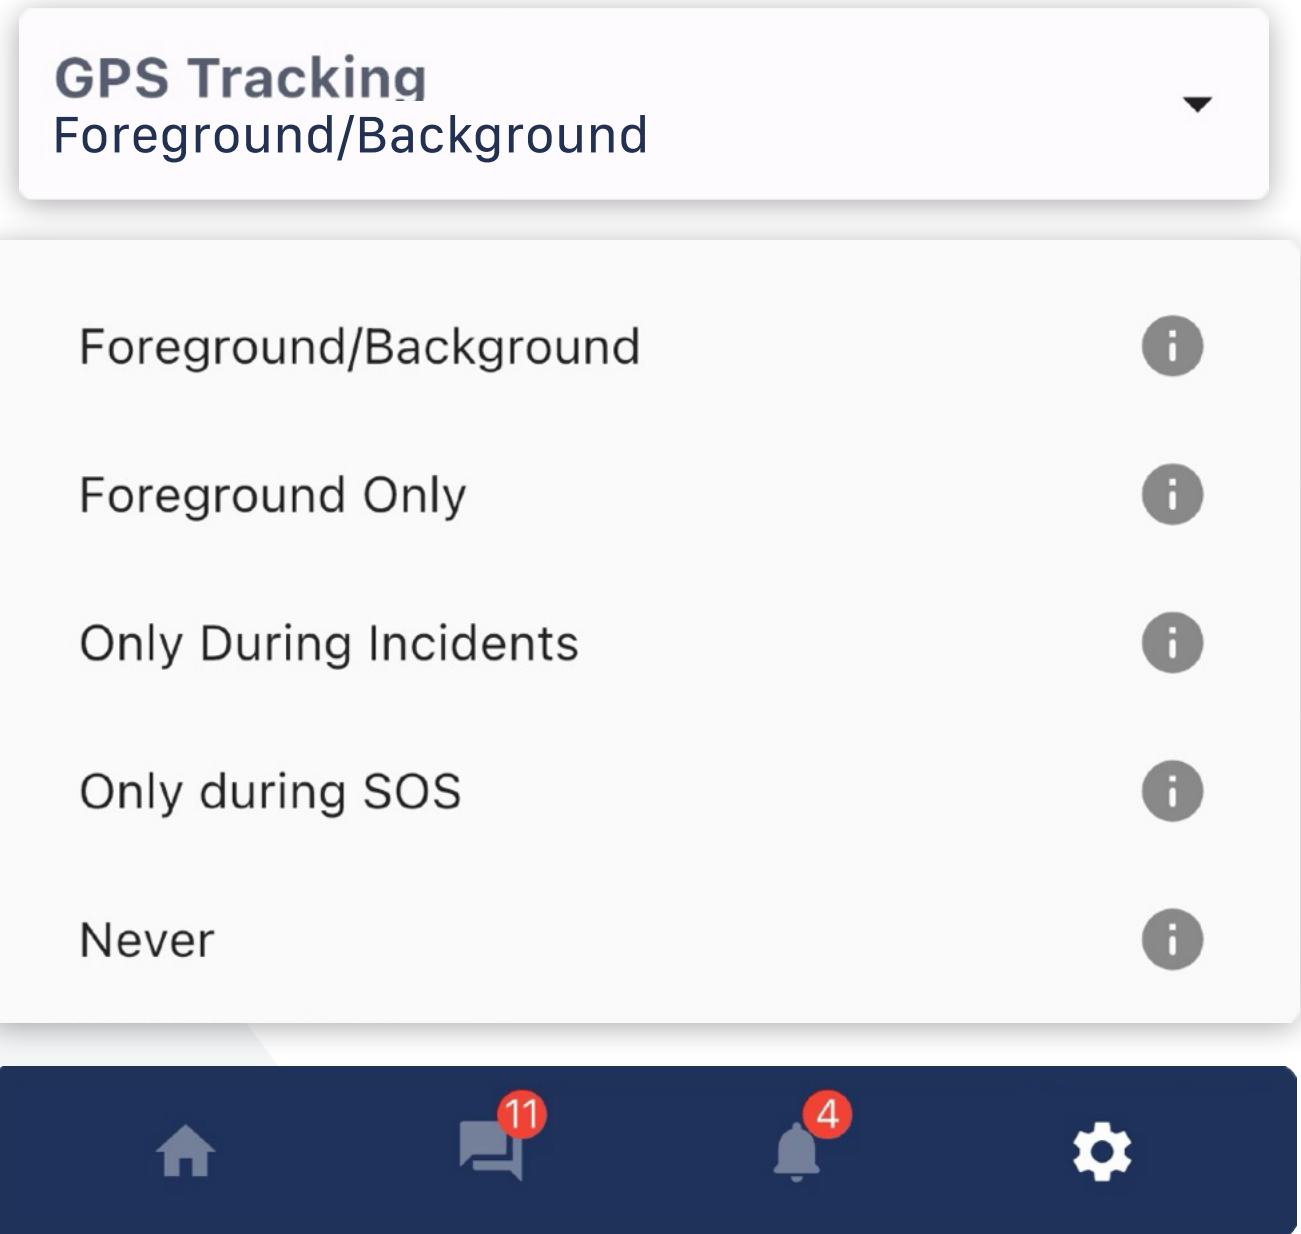 GPS Tracking
Foreground/Background
Foreground/Background
Foreground Only
Only During Incidents
Only during SOS
Never
11
4